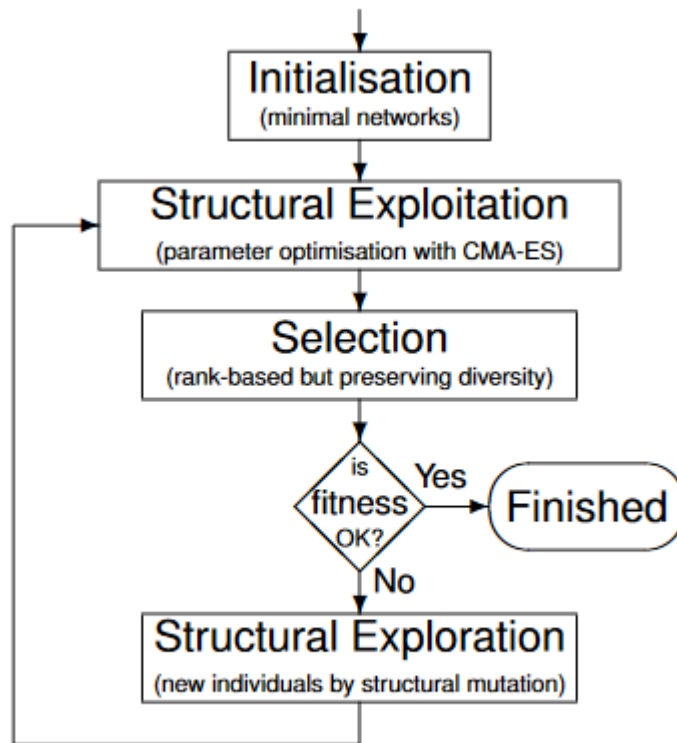 Initialisation
(minimal networks)
Structural Exploitation
(parameter optimisation with CMA-ES)
Selection
(rank-based but preserving diversity)
is
fitness
OK?
Yes
Finished
No
Structural Exploration
(new individuals by structural mutation)